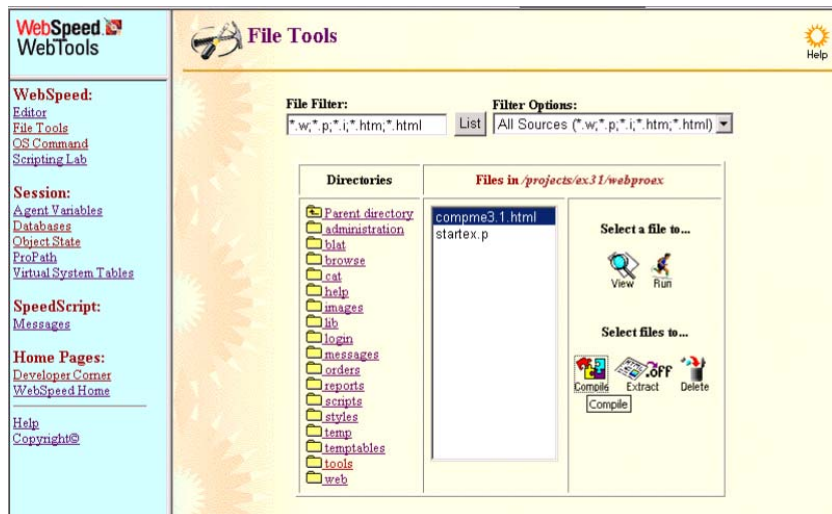 WebSpeed
WebTools
WebSpeed:
Editor
File Tools
OS Command
Scripting Lab
Session:
Agent Variables
Databases
Object State
ProPath
Virtual System Tables
SpeedScript:
Messages
Home Pages:
Developer Corner
WebSpeed Home
Help
Copyright©
File Tools
Help
File Filter:
*.w;*.p;*.i;*.htm;*.html
List
Filter Options:
All Sources (*.w;*.p;*.i;*.htm;*.html)
Directories
Parent directory
administration
blat
browse
cat
help
images
lib
login
messages
orders
reports
scripts
styles
temp
temptables
tools
web
Files in /projects/ex31/webproex
compme3.1.html
startex.p
Select a file to...
View Run
Select files to...
.off
Compile Extract Delete
Compile